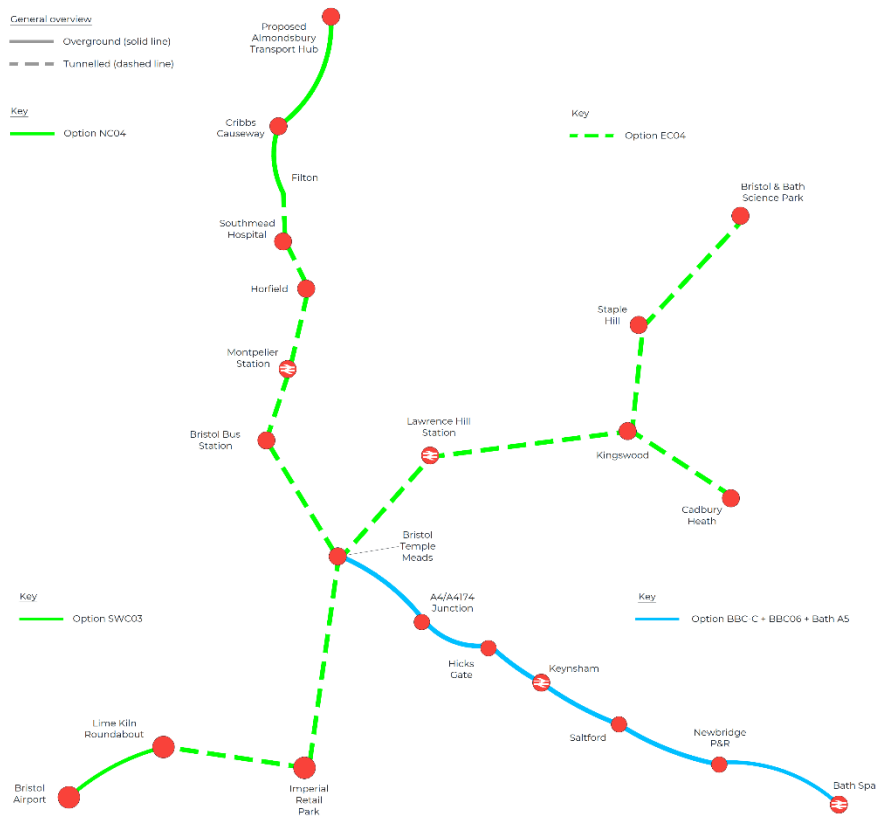 General overview
Overground (solid line)
Tunnelled (dashed line)
Key
Option NC04
Proposed
Almondsbury
Transport Hub
Cribbs
Causeway
Filton
Southmead
Hospital
Horfield
Montpelier
Station
Bristol Bus
Station
Key
Option EC04
Bristol & Bath
Science Park
Staple
Hill
Lawrence Hill
Station
Kingswood
Cadbury
Heath
Bristol
Temple
Meads
Key
Option SWC03
Lime Kiln
Roundabout
Bristol
Airport
Imperial
Retail
Park
Key
Option BBC C + BBC06 + Bath A5
A4/A4174
Junction
Hicks
Gate
Keynsham
Saltford
Newbridge
P&R
Bath Spa